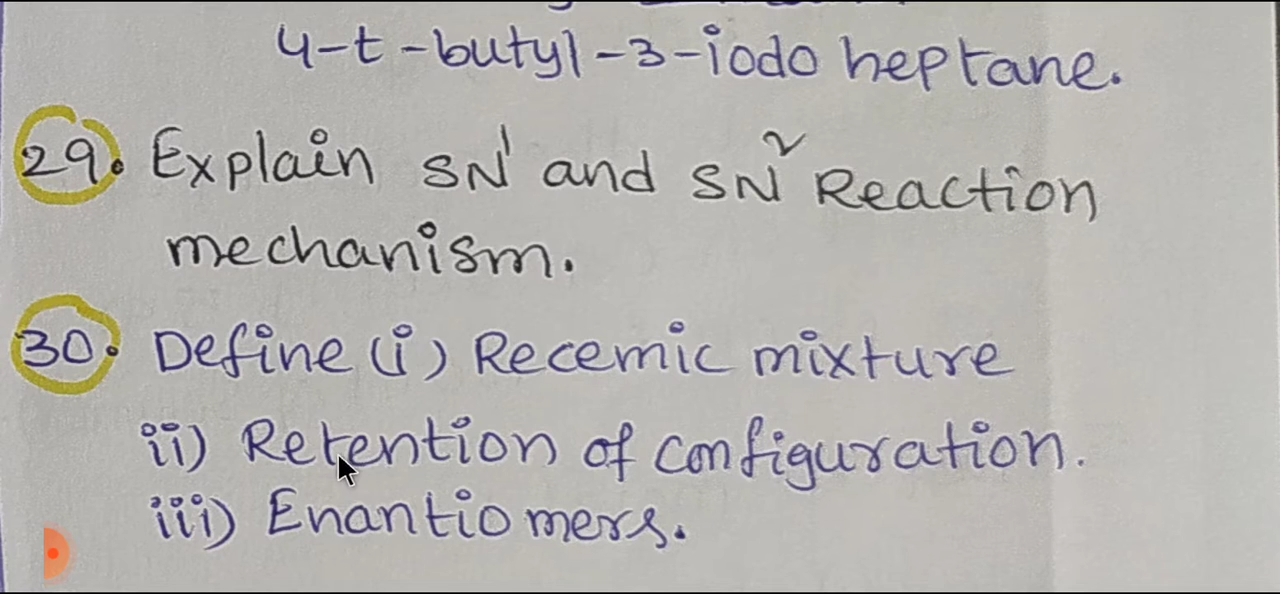 4-t-butyl-3-iodo heptane.
29. Explain SN¹ and SN² Reaction
mechanism.
30. Define (i) Recemic mixture
ii) Retention of configuration.
iii) Enantiomers.